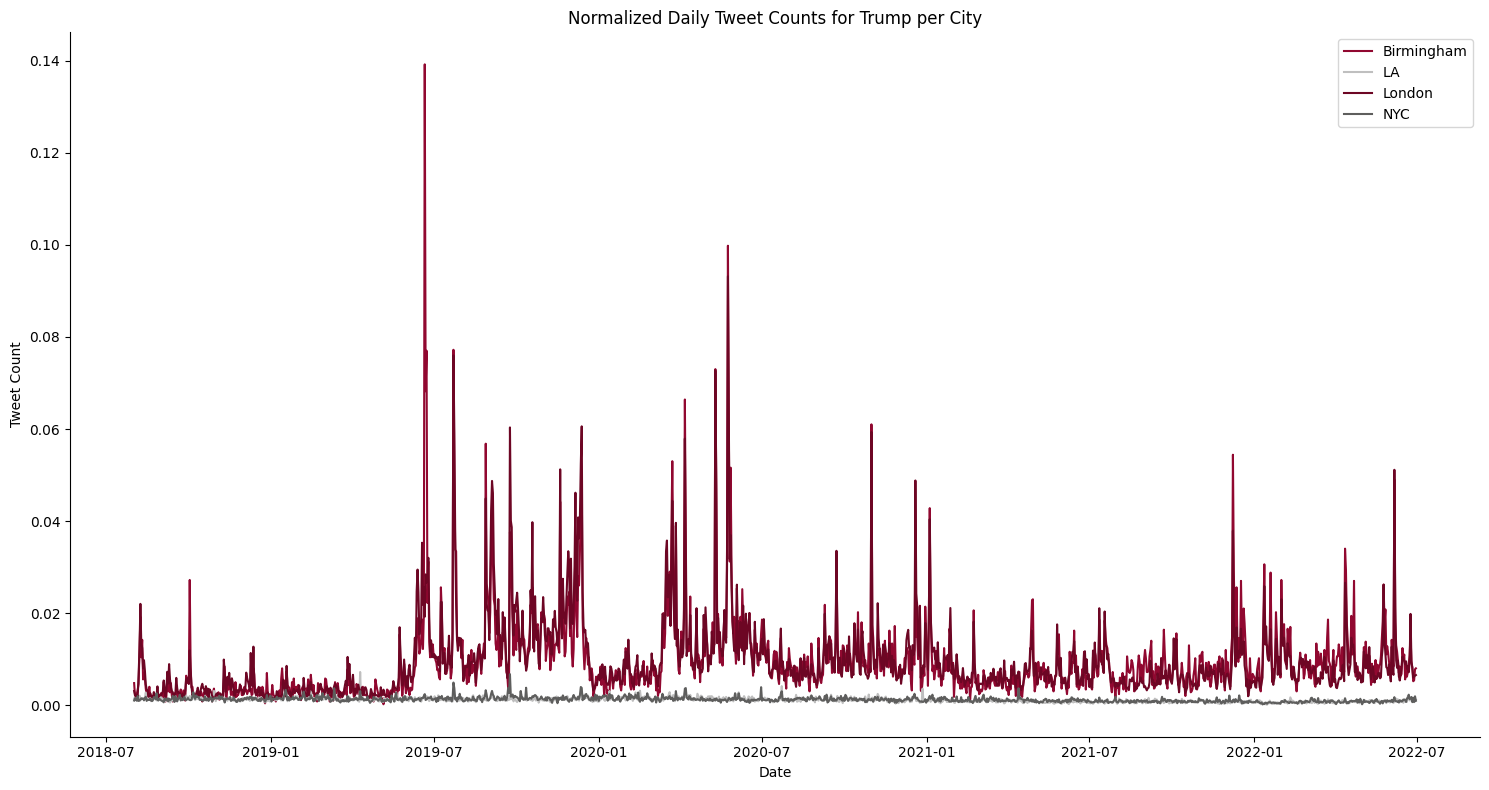 Normalized Daily Tweet Counts for Trump per City
Birmingham
LA
London
NYC
Tweet Count
0.14
0.12
0.10
0.08
0.06
0.04
0.02
0.00
2018-07
2019-01
2019-07
2020-01
2020-07
2021-01
2021-07
2022-01
2022-07
Date